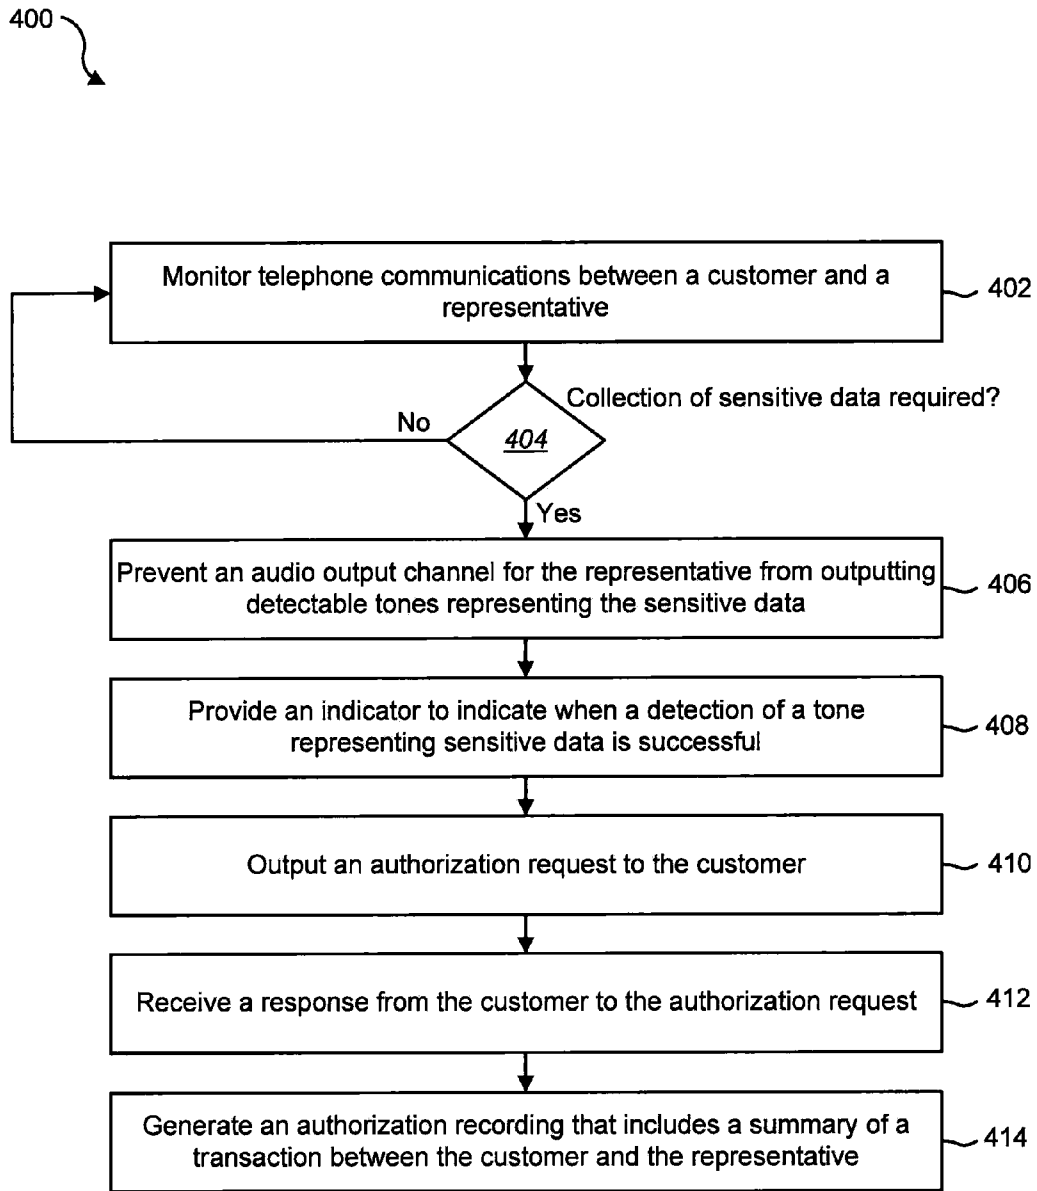 400
Monitor telephone communications between a customer and a
representative
402
Collection of sensitive data required?
No
404
Yes
Prevent an audio output channel for the representative from outputting
detectable tones representing the sensitive data
406
Provide an indicator to indicate when a detection of a tone
representing sensitive data is successful
408
Output an authorization request to the customer
410
Receive a response from the customer to the authorization request
412
Generate an authorization recording that includes a summary of a
transaction between the customer and the representative
414